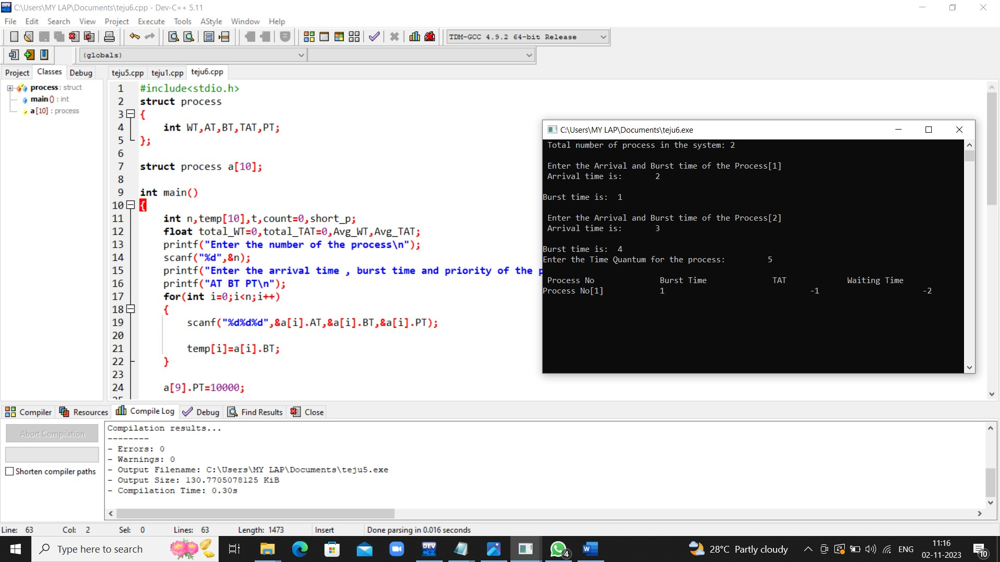 C:\Users\MY LAP\Documents\teju6.cpp - Dev-C++ 5.11
File Edit Search View Project Execute Tools AStyle Window Help
TDM-GCC 4.9.2 64-bit Release
(globals)
Project Classes Debug
teju5.cpp teju1.cpp teju6.cpp
process : struct
main () : int
a [10] : process
1 #include<stdio.h>
2 struct process
3 {
4 int WT,AT,BT,TAT,PT;
5 };
6
7 struct process a[10];
8
9 int main()
10 {
11 int n,temp[10],t,count=0,short_p;
12 float total_WT=0,total_TAT=0,Avg_WT,Avg_TAT;
13 printf("Enter the number of the process\n");
14 scanf("%d",&n);
15 printf("Enter the arrival time , burst time and priority of the p
16 printf("AT BT PT\n");
17 for(int i=0;i<n;i++)
18 {
19 scanf("%d%d%d",&a[i].AT,&a[i].BT,&a[i].PT);
20
21 temp[i]=a[i].BT;
22 }
23
24 a[9].PT=10000;
C:\Users\MY LAP\Documents\teju6.exe
Total number of process in the system: 2
Enter the Arrival and Burst time of the Process[1]
Arrival time is: 2
Burst time is: 1
Enter the Arrival and Burst time of the Process[2]
Arrival time is: 3
Burst time is: 4
Enter the Time Quantum for the process: 5
Process No Burst Time TAT Waiting Time
Process No[1] 1 -1 -2
Compiler Resources Compile Log Debug Find Results Close
Abort Compilation
Shorten compiler paths
Compilation results...
--------
- Errors: 0
- Warnings: 0
- Output Filename: C:\Users\MY LAP\Documents\teju5.exe
- Output Size: 130.7705078125 KiB
- Compilation Time: 0.30s
Line: 63 Col: 2 Sel: 0 Lines: 63 Length: 1473 Insert Done parsing in 0.016 seconds
Type here to search
DEV C++
W
4
28°C Partly cloudy
ENG
11:16
02-11-2023
10